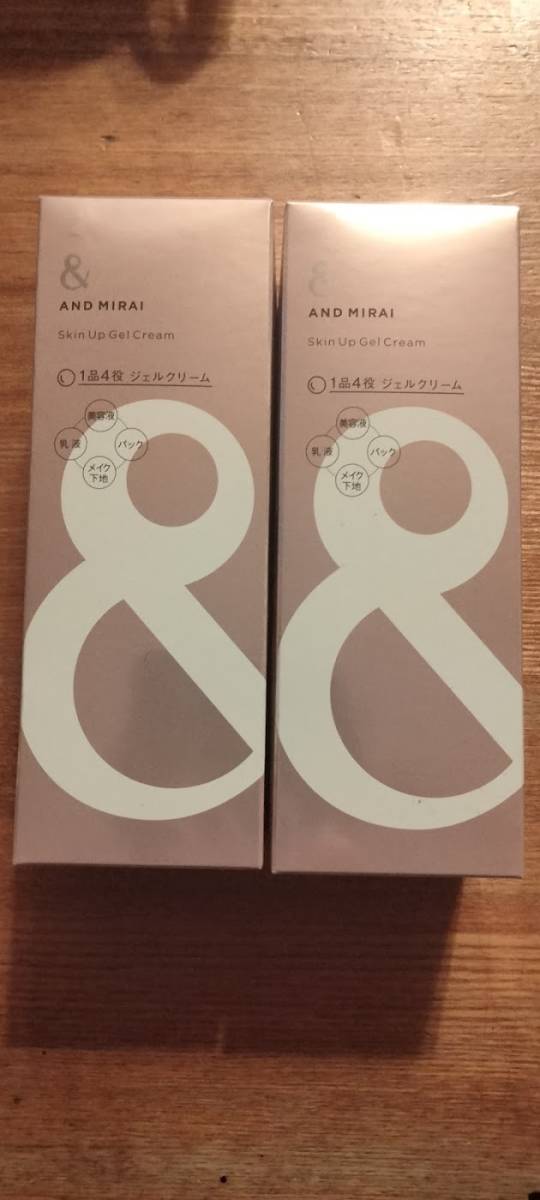 &
AND MIRAI
Skin Up Gel Cream
1品4役 ジェルクリーム
美容液
乳液
パック
メイク
下地
&
&
AND MIRAI
Skin Up Gel Cream
1品4役 ジェルクリーム
美容液
乳液
パック
メイク
下地
&